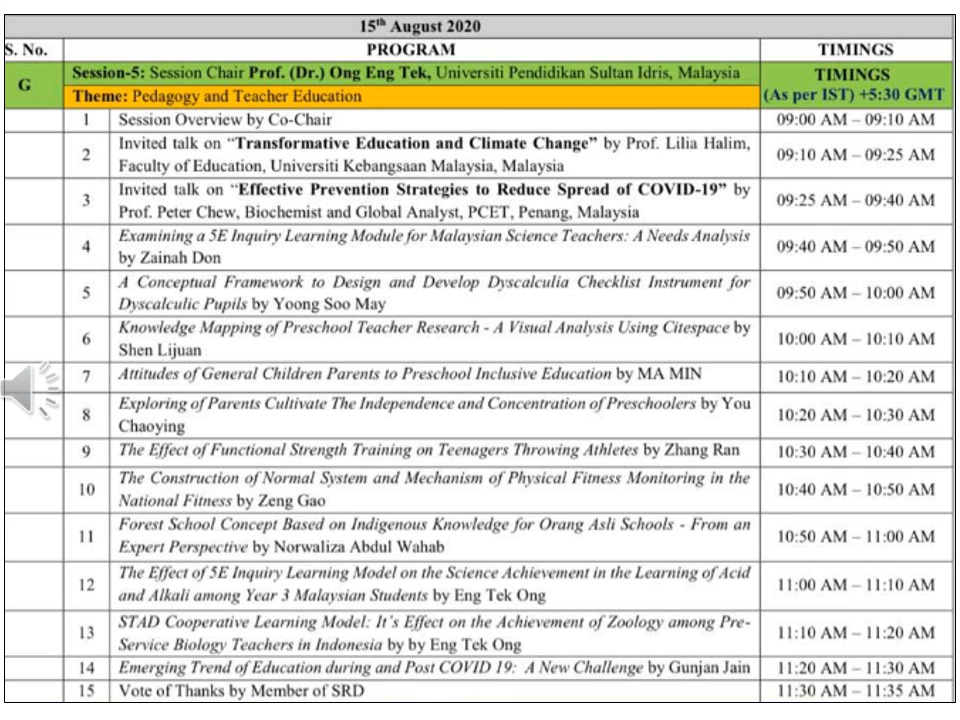 15th August 2020
S. No. PROGRAM TIMINGS
G Session-5: Session Chair Prof. (Dr.) Ong Eng Tek, Universiti Pendidikan Sultan Idris, Malaysia TIMINGS
Theme: Pedagogy and Teacher Education (As per IST) +5:30 GMT
1 Session Overview by Co-Chair 09:00 AM – 09:10 AM
2 Invited talk on “Transformative Education and Climate Change” by Prof. Lilia Halim,
Faculty of Education, Universiti Kebangsaan Malaysia, Malaysia 09:10 AM – 09:25 AM
3 Invited talk on “Effective Prevention Strategies to Reduce Spread of COVID-19” by
Prof. Peter Chew, Biochemist and Global Analyst, PCET, Penang, Malaysia 09:25 AM – 09:40 AM
4 Examining a 5E Inquiry Learning Module for Malaysian Science Teachers: A Needs Analysis
by Zainah Don 09:40 AM – 09:50 AM
5 A Conceptual Framework to Design and Develop Dyscalculia Checklist Instrument for
Dyscalculic Pupils by Yoong Soo May 09:50 AM – 10:00 AM
6 Knowledge Mapping of Preschool Teacher Research - A Visual Analysis Using Citespace by
Shen Lijuan 10:00 AM – 10:10 AM
7 Attitudes of General Children Parents to Preschool Inclusive Education by MA MIN 10:10 AM – 10:20 AM
8 Exploring of Parents Cultivate The Independence and Concentration of Preschoolers by You
Chaoying 10:20 AM – 10:30 AM
9 The Effect of Functional Strength Training on Teenagers Throwing Athletes by Zhang Ran 10:30 AM – 10:40 AM
10 The Construction of Normal System and Mechanism of Physical Fitness Monitoring in the
National Fitness by Zeng Gao 10:40 AM – 10:50 AM
11 Forest School Concept Based on Indigenous Knowledge for Orang Asli Schools - From an
Expert Perspective by Norwaliza Abdul Wahab 10:50 AM – 11:00 AM
12 The Effect of 5E Inquiry Learning Model on the Science Achievement in the Learning of Acid
and Alkali among Year 3 Malaysian Students by Eng Tek Ong 11:00 AM – 11:10 AM
13 STAD Cooperative Learning Model: It’s Effect on the Achievement of Zoology among Pre-
Service Biology Teachers in Indonesia by by Eng Tek Ong 11:10 AM – 11:20 AM
14 Emerging Trend of Education during and Post COVID 19: A New Challenge by Gunjan Jain 11:20 AM – 11:30 AM
15 Vote of Thanks by Member of SRD 11:30 AM – 11:35 AM